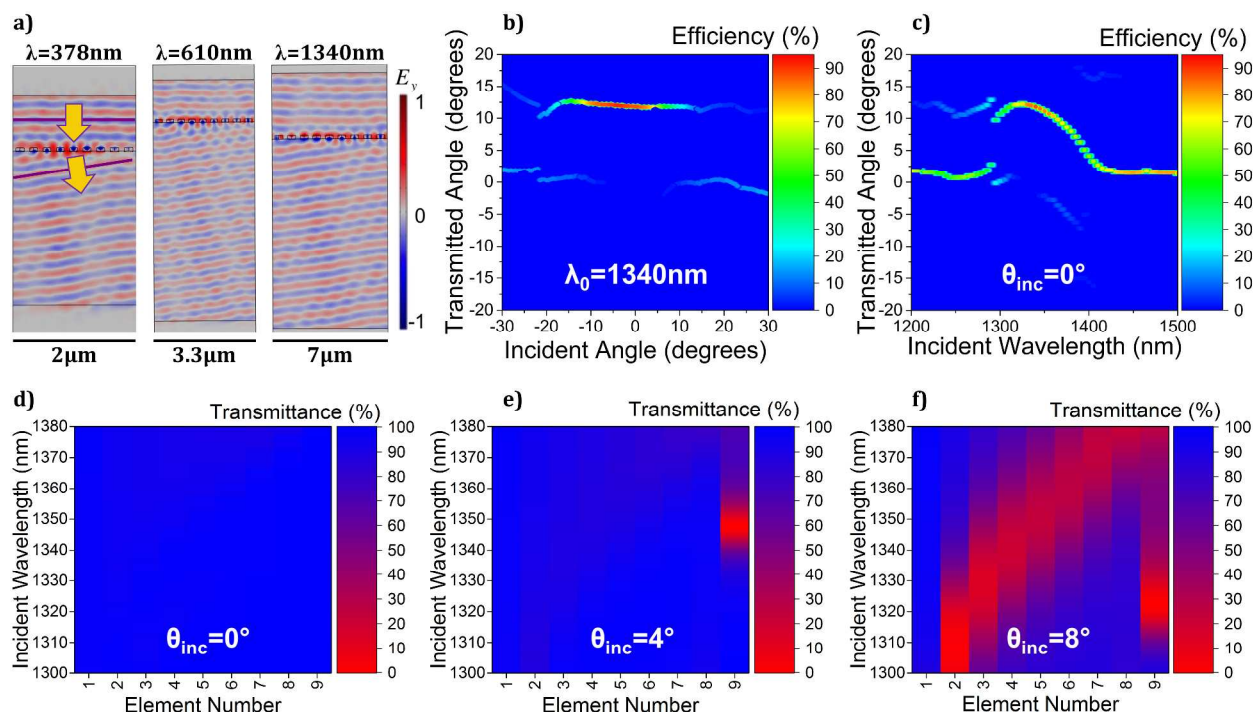 a)
λ=378nm λ=610nm λ=1340nm
E_y
1
0
-1
2μm 3.3μm 7μm
b)
Efficiency (%)
Transmitted Angle (degrees)
20
15
10
5
0
-5
-10
-15
-20
λ₀=1340nm
-30 -20 -10 0 10 20 30
Incident Angle (degrees)
90
80
70
60
50
40
30
20
10
0
c)
Efficiency (%)
Transmitted Angle (degrees)
20
15
10
5
0
-5
-10
-15
-20
θinc=0°
1200 1300 1400 1500
Incident Wavelength (nm)
90
80
70
60
50
40
30
20
10
0
d)
Transmittance (%)
Incident Wavelength (nm)
1380
1370
1360
1350
1340
1330
1320
1310
1300
θinc=0°
1 2 3 4 5 6 7 8 9
Element Number
100
90
80
70
60
50
40
30
20
10
0
e)
Transmittance (%)
Incident Wavelength (nm)
1380
1370
1360
1350
1340
1330
1320
1310
1300
θinc=4°
1 2 3 4 5 6 7 8 9
Element Number
100
90
80
70
60
50
40
30
20
10
0
f)
Transmittance (%)
Incident Wavelength (nm)
1380
1370
1360
1350
1340
1330
1320
1310
1300
θinc=8°
1 2 3 4 5 6 7 8 9
Element Number
100
90
80
70
60
50
40
30
20
10
0